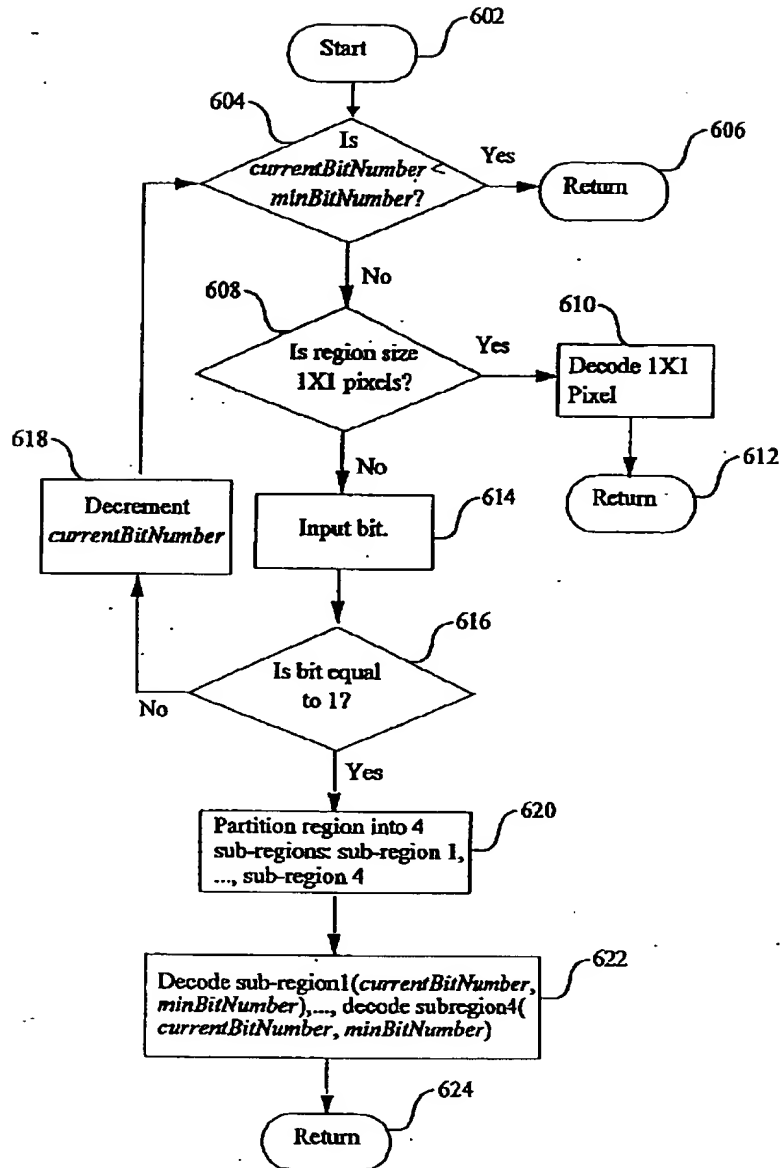 602
Start
604
Is
currentBitNumber <
minBitNumber?
Yes
606
Return
No
608
Is region size
1X1 pixels?
Yes
610
Decode 1X1
Pixel
612
Return
No
618
Decrement
currentBitNumber
614
Input bit.
616
Is bit equal
to 1?
No
Yes
620
Partition region into 4
sub-regions: sub-region 1,
..., sub-region 4
622
Decode sub-region1(currentBitNumber,
minBitNumber),..., decode subregion4(
currentBitNumber, minBitNumber)
624
Return